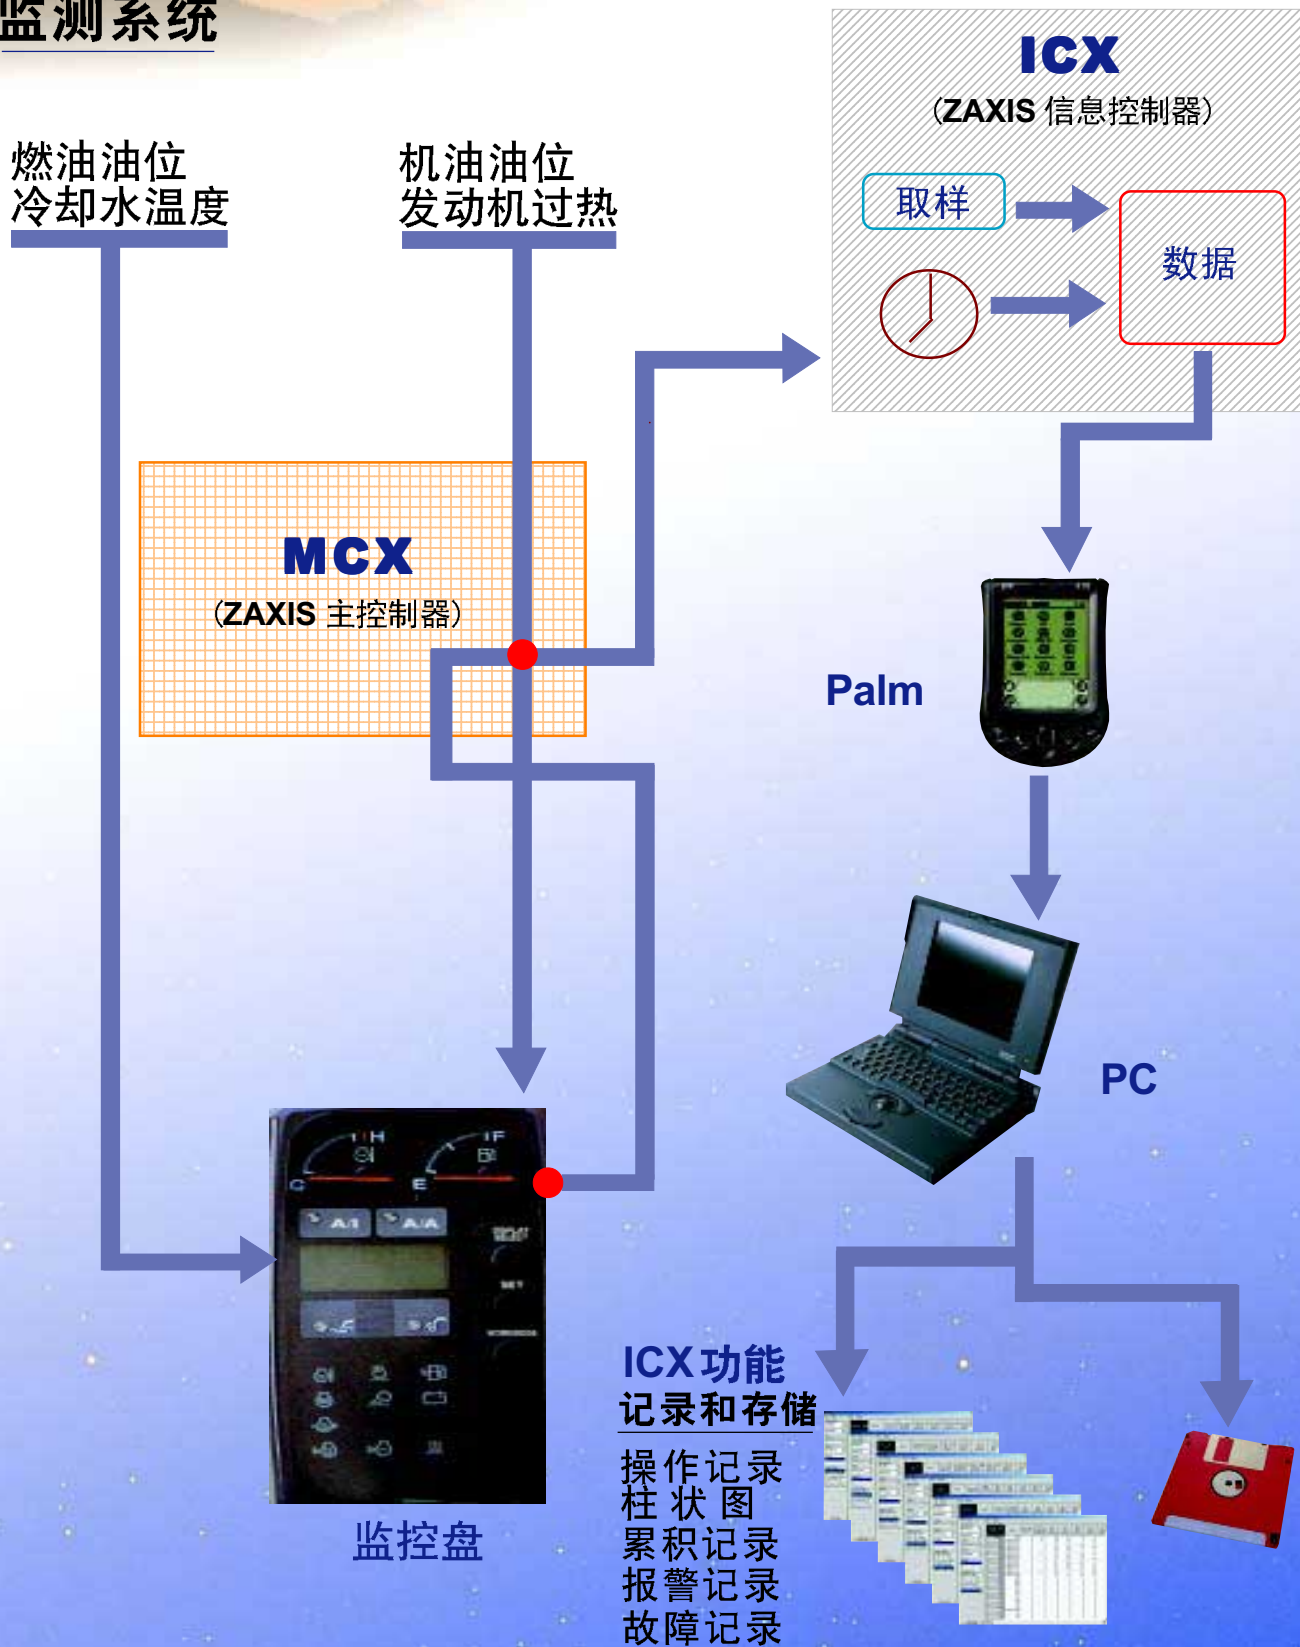 监测系统
ICX
(ZAXIS 信息控制器)
取样
数据
燃油油位
冷却水温度
机油油位
发动机过热
MCX
(ZAXIS 主控制器)
Palm
PC
H
C
F
E
A/I
A/A
SET
监控盘
ICX功能
记录和存储
操作记录
柱 状 图
累积记录
报警记录
故障记录